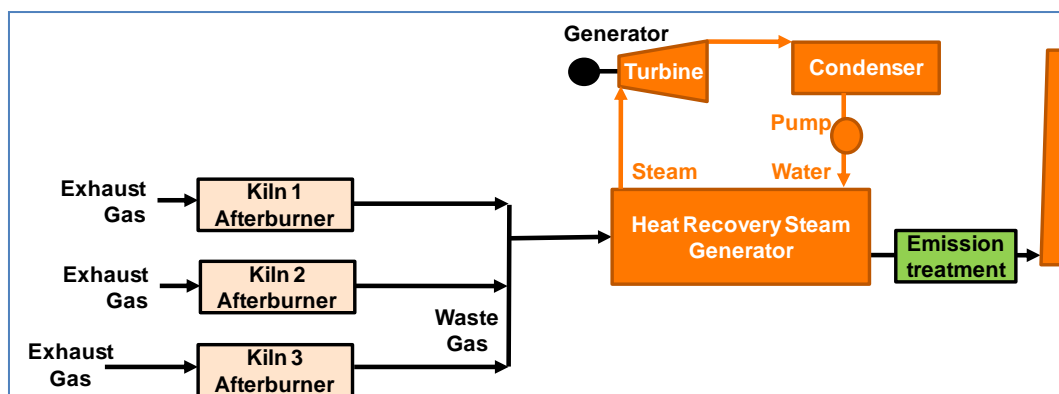 Generator
Turbine
Condenser
Pump
Steam
Water
Exhaust
Gas
Kiln 1
Afterburner
Heat Recovery Steam
Generator
Emission
treatment
Exhaust
Gas
Kiln 2
Afterburner
Waste
Gas
Exhaust
Gas
Kiln 3
Afterburner